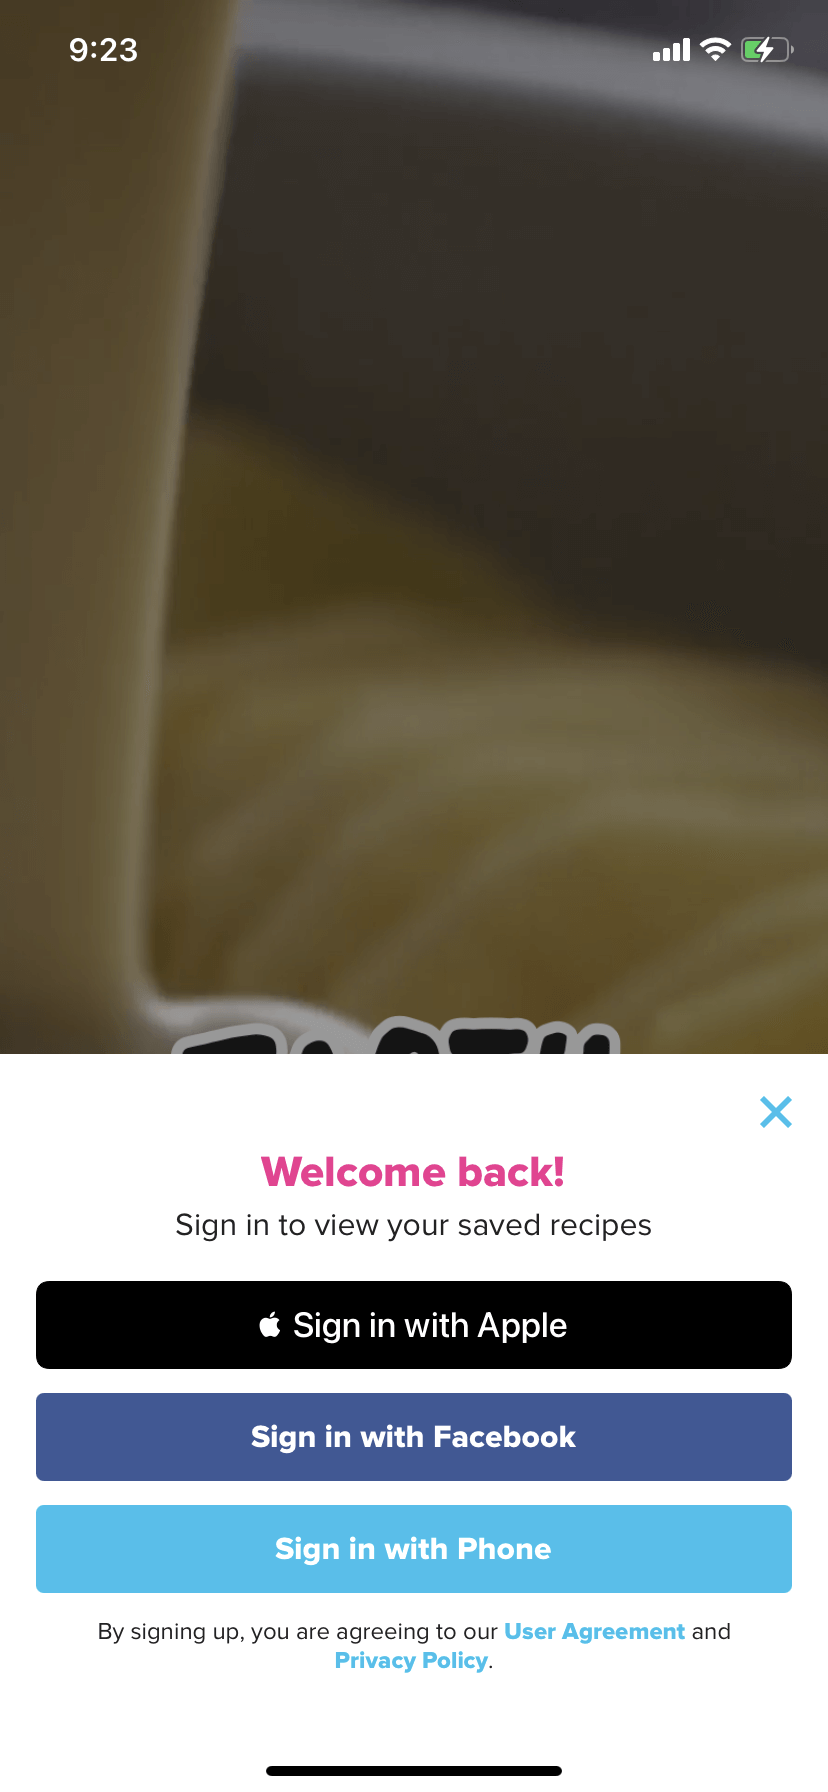 9:23
Welcome back!
Sign in to view your saved recipes
Sign in with Apple
Sign in with Facebook
Sign in with Phone
By signing up, you are agreeing to our User Agreement and
Privacy Policy.